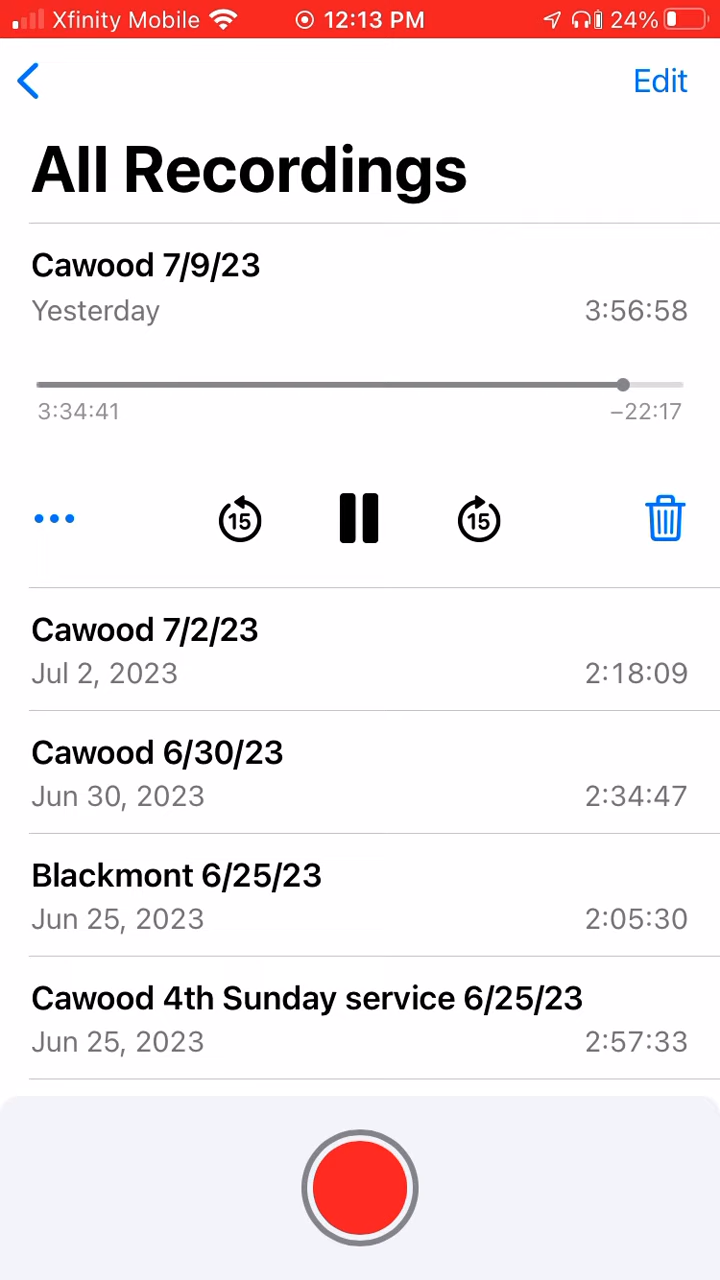 Xfinity Mobile 12:13 PM 24%
Edit
All Recordings
Cawood 7/9/23
Yesterday 3:56:58
3:34:41 −22:17
15 15
Cawood 7/2/23
Jul 2, 2023 2:18:09
Cawood 6/30/23
Jun 30, 2023 2:34:47
Blackmont 6/25/23
Jun 25, 2023 2:05:30
Cawood 4th Sunday service 6/25/23
Jun 25, 2023 2:57:33